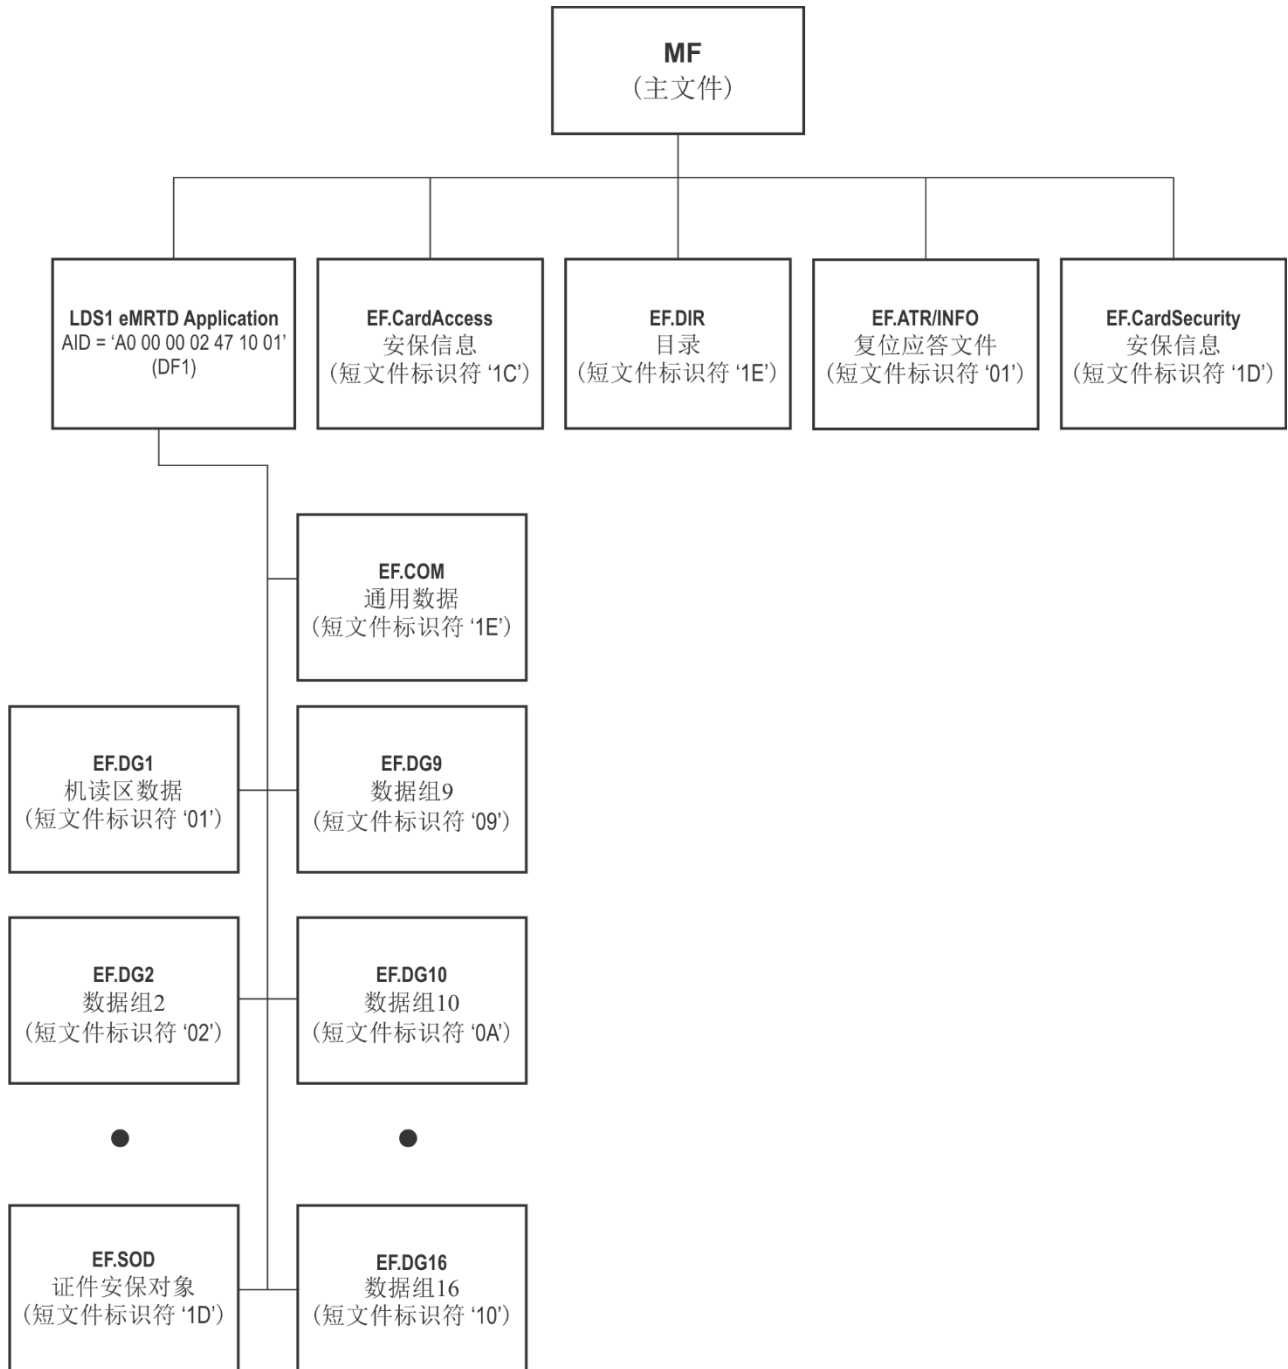 MF
(主文件)
LDS1 eMRTD Application
AID = ‘A0 00 00 02 47 10 01’
(DF1)
EF.CardAccess
安保信息
(短文件标识符 ‘1C’)
EF.DIR
目录
(短文件标识符 ‘1E’)
EF.ATR/INFO
复位应答文件
(短文件标识符 ‘01’)
EF.CardSecurity
安保信息
(短文件标识符 ‘1D’)
EF.COM
通用数据
(短文件标识符 ‘1E’)
EF.DG1
机读区数据
(短文件标识符 ‘01’)
EF.DG9
数据组9
(短文件标识符 ‘09’)
EF.DG2
数据组2
(短文件标识符 ‘02’)
EF.DG10
数据组10
(短文件标识符 ‘0A’)
EF.SOD
证件安保对象
(短文件标识符 ‘1D’)
EF.DG16
数据组16
(短文件标识符 ‘10’)